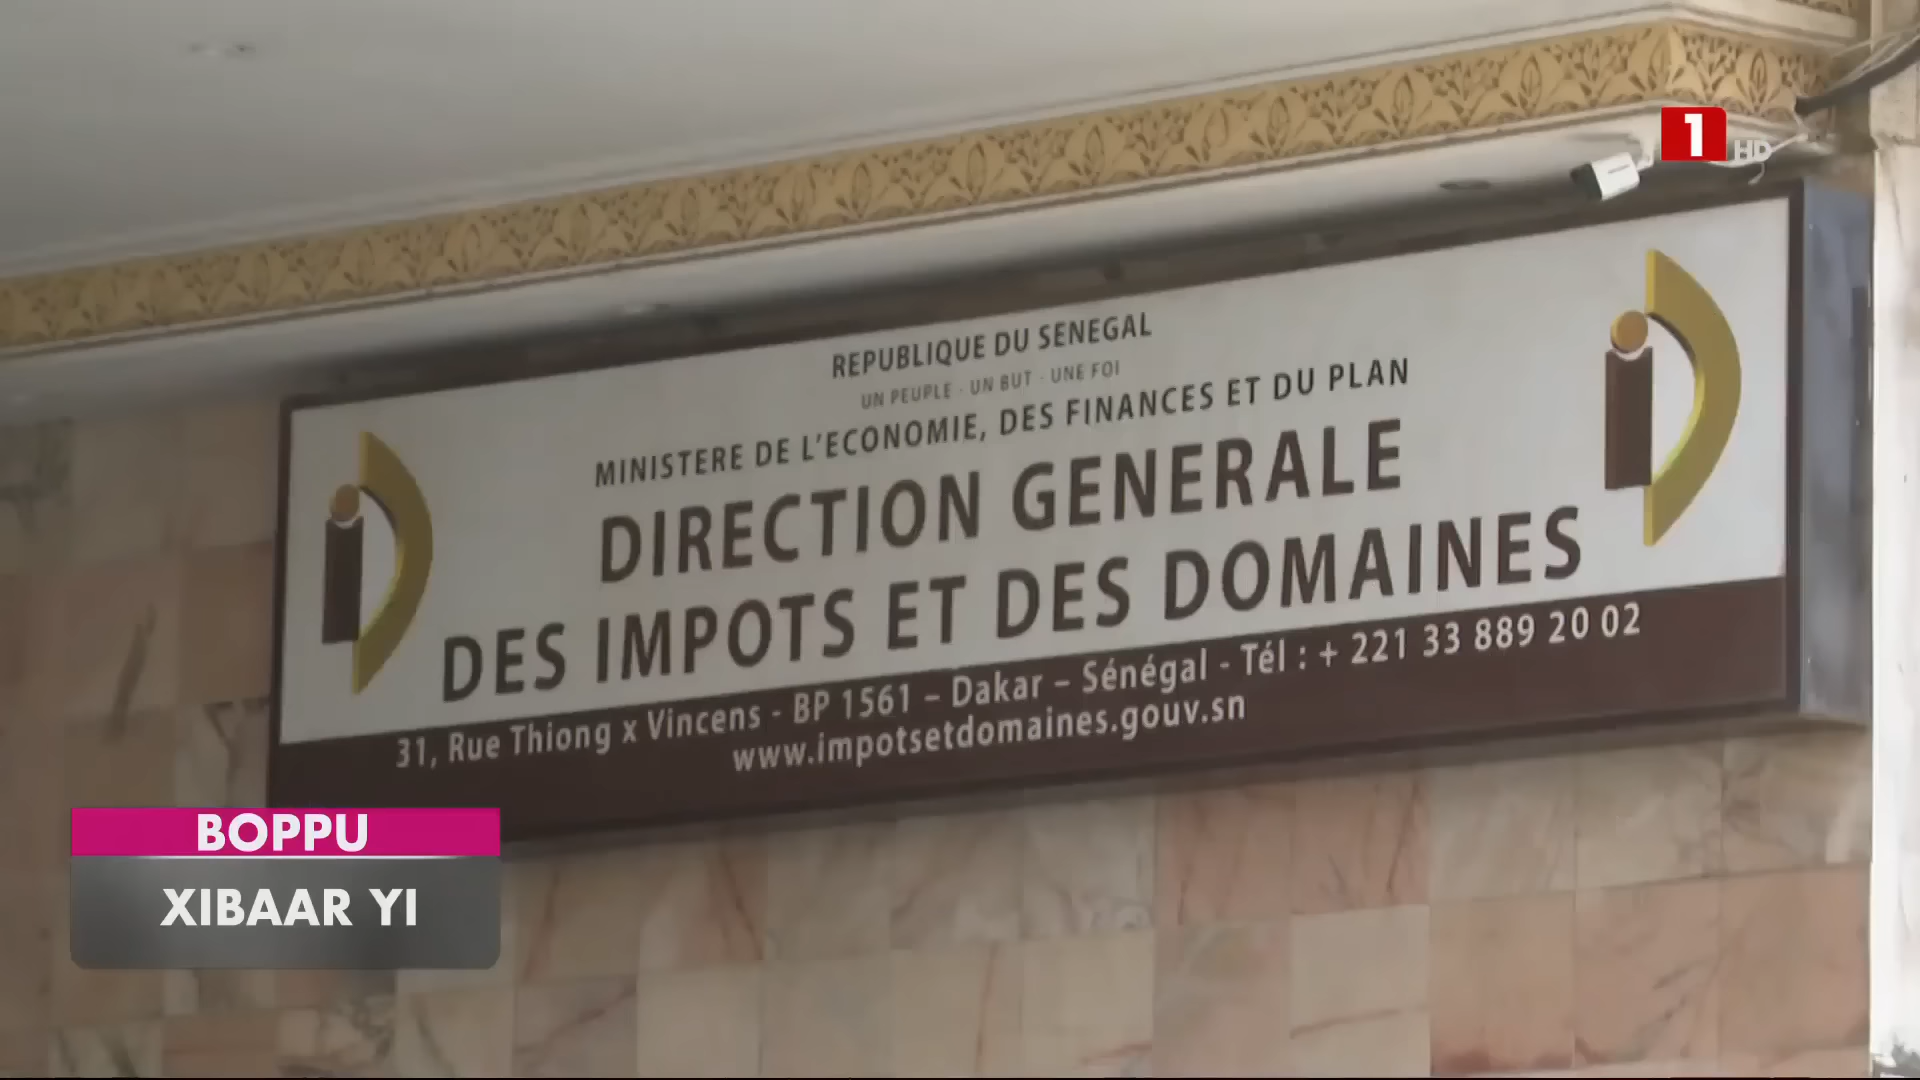 1 HD
REPUBLIQUE DU SENEGAL
UN PEUPLE - UN BUT - UNE FOI
MINISTERE DE L'ECONOMIE, DES FINANCES ET DU PLAN
DIRECTION GENERALE
DES IMPOTS ET DES DOMAINES
31, Rue Thiong x Vincens - BP 1561 – Dakar – Sénégal - Tél : + 221 33 889 20 02
www.impotsetdomaines.gouv.sn
BOPPU
XIBAAR YI